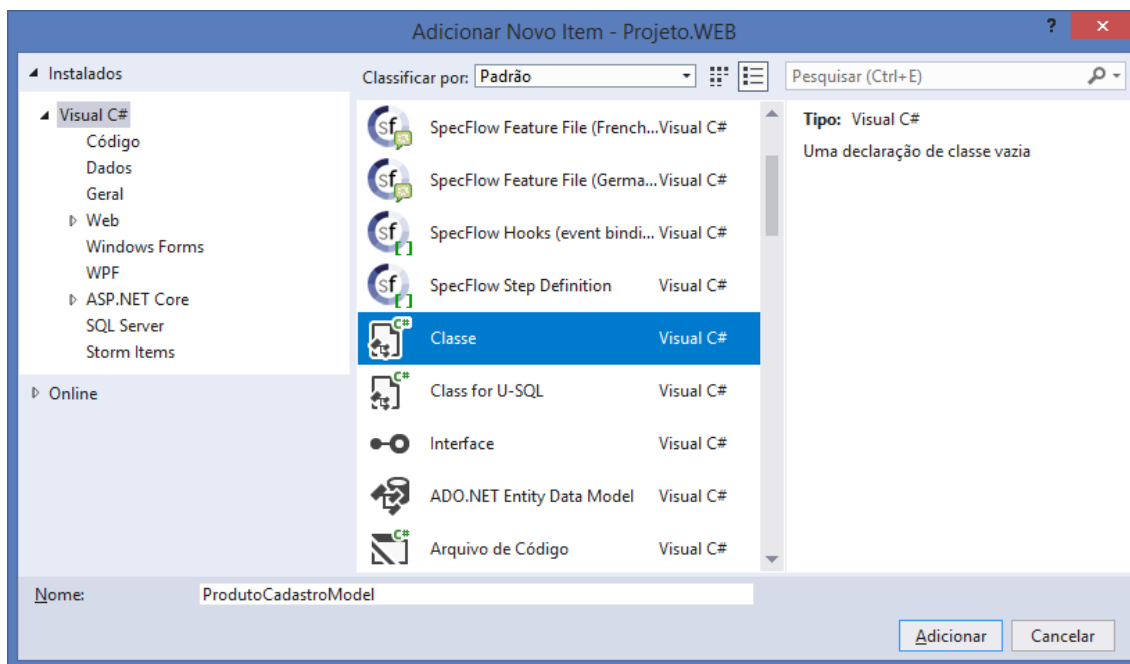 Adicionar Novo Item - Projeto.WEB
?
Instalados
Classificar por: Padrão
Pesquisar (Ctrl+E)
Visual C#
Código
Dados
Geral
Web
Windows Forms
WPF
ASP.NET Core
SQL Server
Storm Items
Online
SpecFlow Feature File (French...Visual C#
SpecFlow Feature File (Germa...Visual C#
SpecFlow Hooks (event bindi... Visual C#
SpecFlow Step Definition Visual C#
Classe Visual C#
Class for U-SQL Visual C#
Interface Visual C#
ADO.NET Entity Data Model Visual C#
Arquivo de Código Visual C#
Tipo: Visual C#
Uma declaração de classe vazia
Nome: ProdutoCadastroModel
Adicionar Cancelar